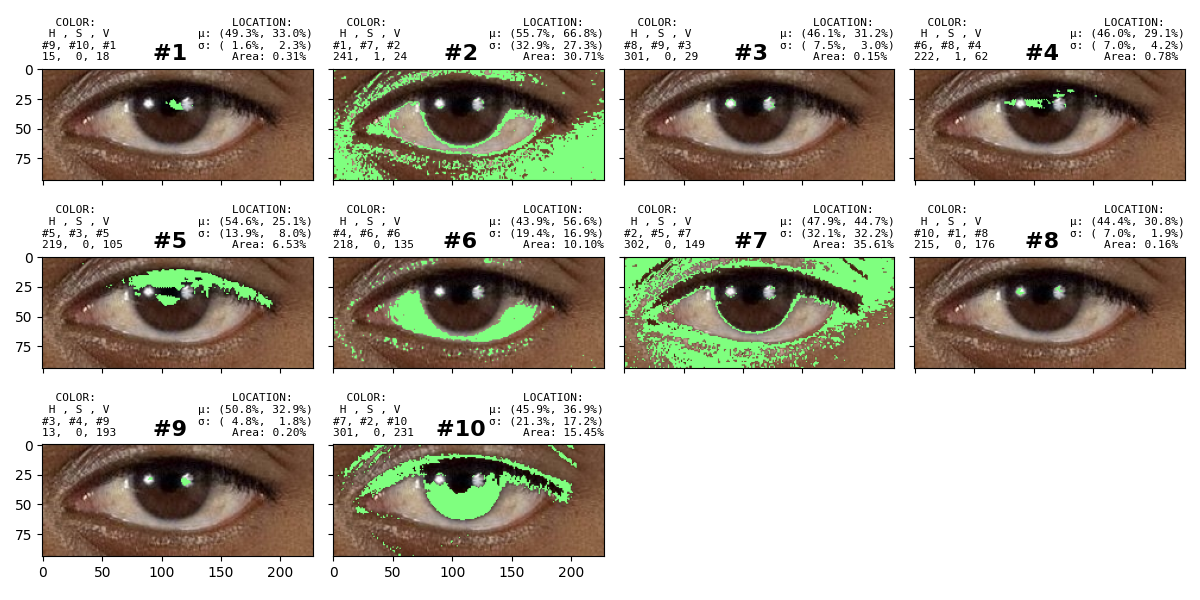 COLOR: LOCATION:
H , S , V μ: (49.3%, 33.0%)
#9, #10, #1 #1 σ: ( 1.6%,  2.3%)
15,  0, 18 Area: 0.31%
COLOR: LOCATION:
H , S , V μ: (55.7%, 66.8%)
#1, #7, #2 #2 σ: (32.9%, 27.3%)
241,  1, 24 Area: 30.71%
COLOR: LOCATION:
H , S , V μ: (46.1%, 31.2%)
#8, #9, #3 #3 σ: ( 7.5%,  3.0%)
301,  0, 29 Area: 0.15%
COLOR: LOCATION:
H , S , V μ: (46.0%, 29.1%)
#6, #8, #4 #4 σ: ( 7.0%,  4.2%)
222,  1, 62 Area: 0.78%
0
25
50
75
COLOR: LOCATION:
H , S , V μ: (54.6%, 25.1%)
#5, #3, #5 #5 σ: (13.9%,  8.0%)
219,  0, 105 Area: 6.53%
COLOR: LOCATION:
H , S , V μ: (43.9%, 56.6%)
#4, #6, #6 #6 σ: (19.4%, 16.9%)
218,  0, 135 Area: 10.10%
COLOR: LOCATION:
H , S , V μ: (47.9%, 44.7%)
#2, #5, #7 #7 σ: (32.1%, 32.2%)
302,  0, 149 Area: 35.61%
COLOR: LOCATION:
H , S , V μ: (44.4%, 30.8%)
#10, #1, #8 #8 σ: ( 7.0%,  1.9%)
215,  0, 176 Area: 0.16%
0
25
50
75
COLOR: LOCATION:
H , S , V μ: (50.8%, 32.9%)
#3, #4, #9 #9 σ: ( 4.8%,  1.8%)
13,  0, 193 Area: 0.20%
COLOR: LOCATION:
H , S , V μ: (45.9%, 36.9%)
#7, #2, #10 #10 σ: (21.3%, 17.2%)
301,  0, 231 Area: 15.45%
0
25
50
75
0 50 100 150 200
0 50 100 150 200